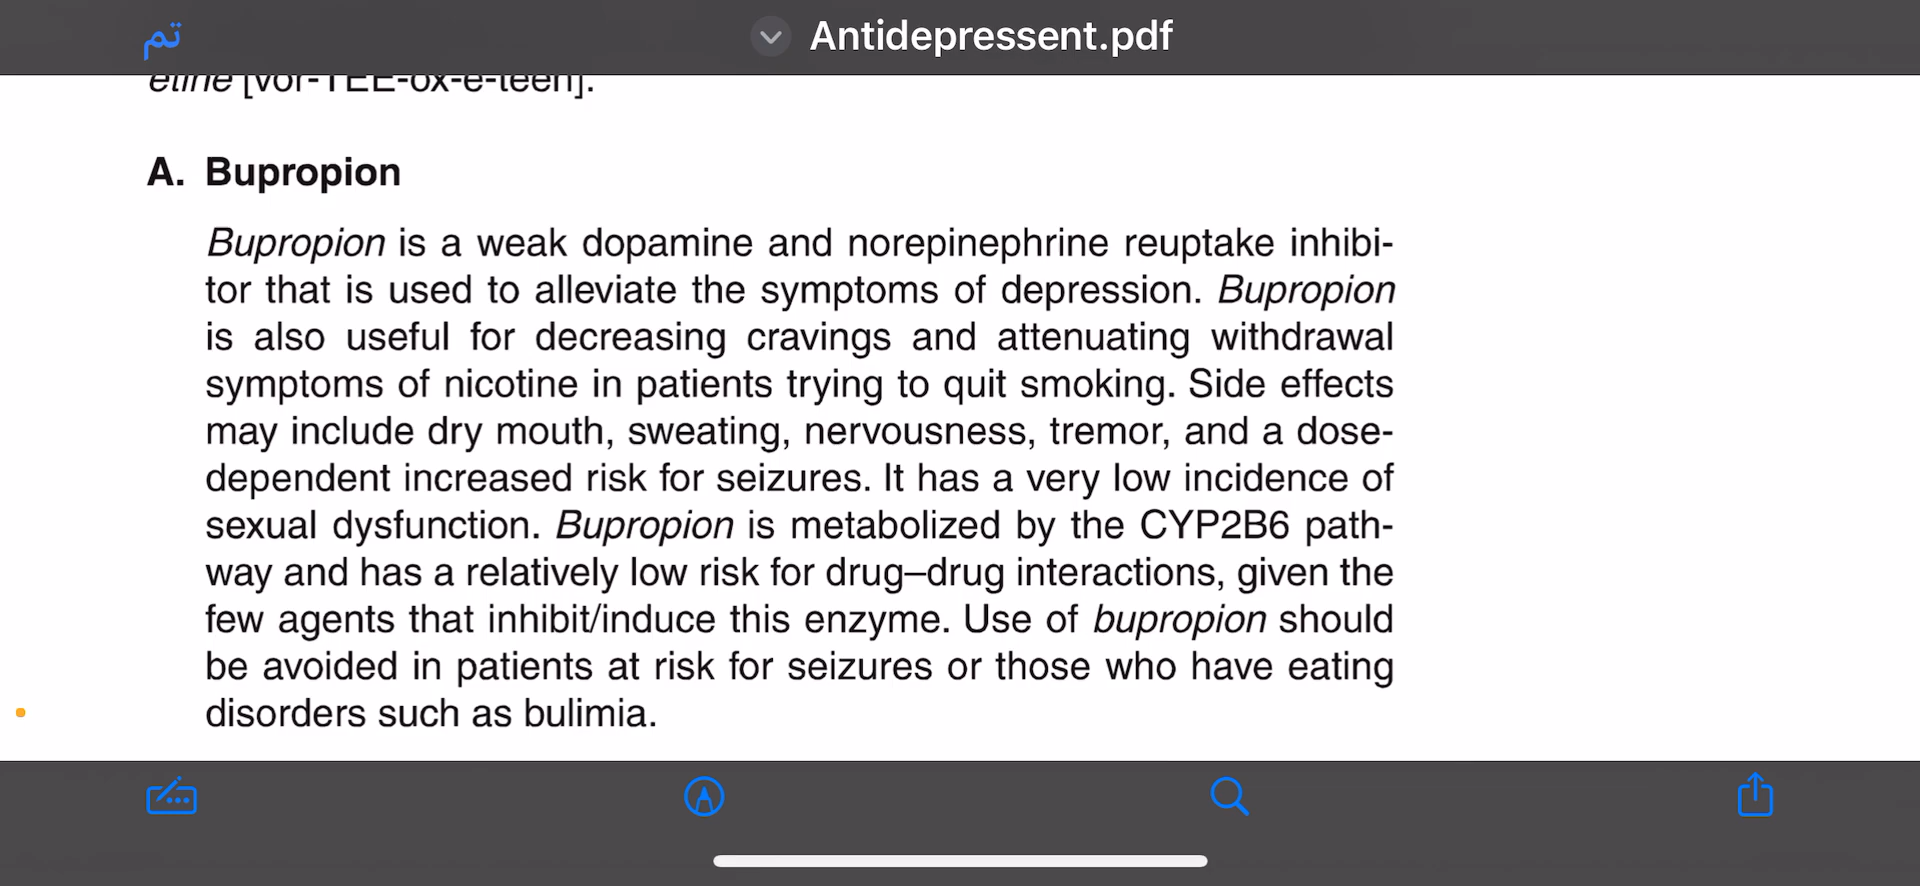 تم
Antidepressent.pdf
etine [vor-TEE-ox-e-teen].
A. Bupropion
Bupropion is a weak dopamine and norepinephrine reuptake inhibi-
tor that is used to alleviate the symptoms of depression. Bupropion
is also useful for decreasing cravings and attenuating withdrawal
symptoms of nicotine in patients trying to quit smoking. Side effects
may include dry mouth, sweating, nervousness, tremor, and a dose-
dependent increased risk for seizures. It has a very low incidence of
sexual dysfunction. Bupropion is metabolized by the CYP2B6 path-
way and has a relatively low risk for drug–drug interactions, given the
few agents that inhibit/induce this enzyme. Use of bupropion should
be avoided in patients at risk for seizures or those who have eating
disorders such as bulimia.